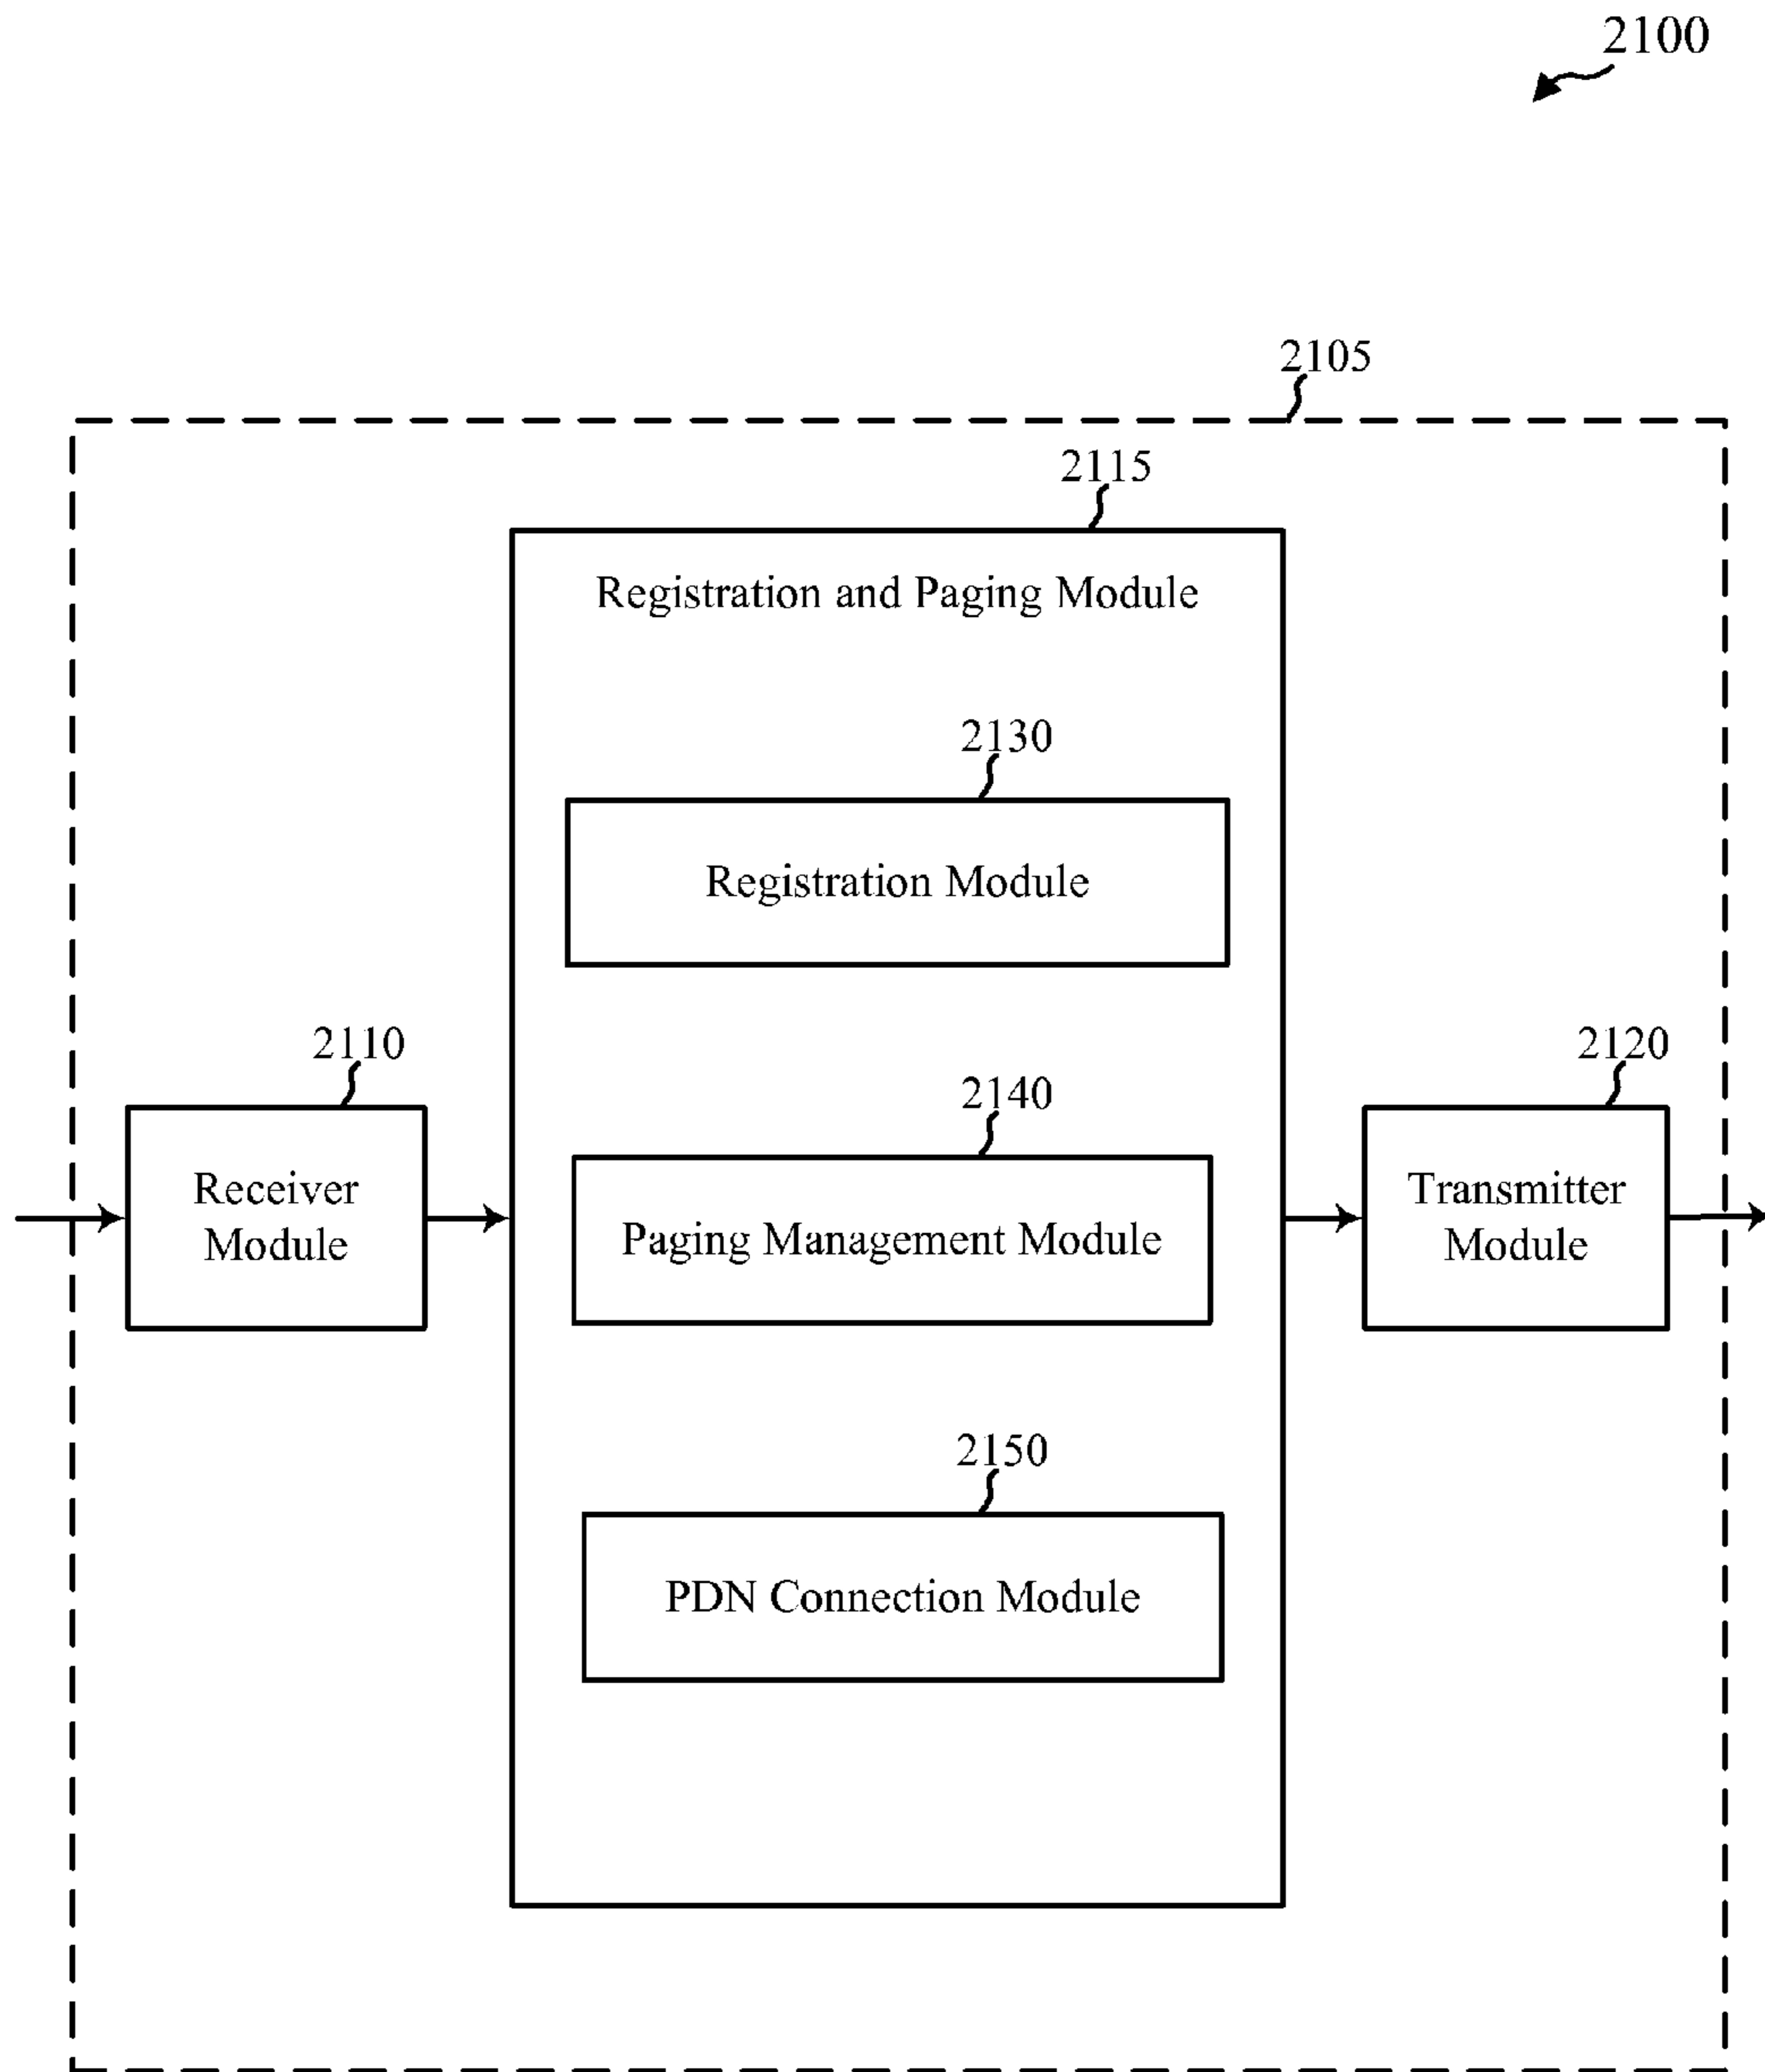 2100
2105
2115
Registration and Paging Module
2130
Registration Module
2110
Receiver
Module
2140
Paging Management Module
2120
Transmitter
Module
2150
PDN Connection Module